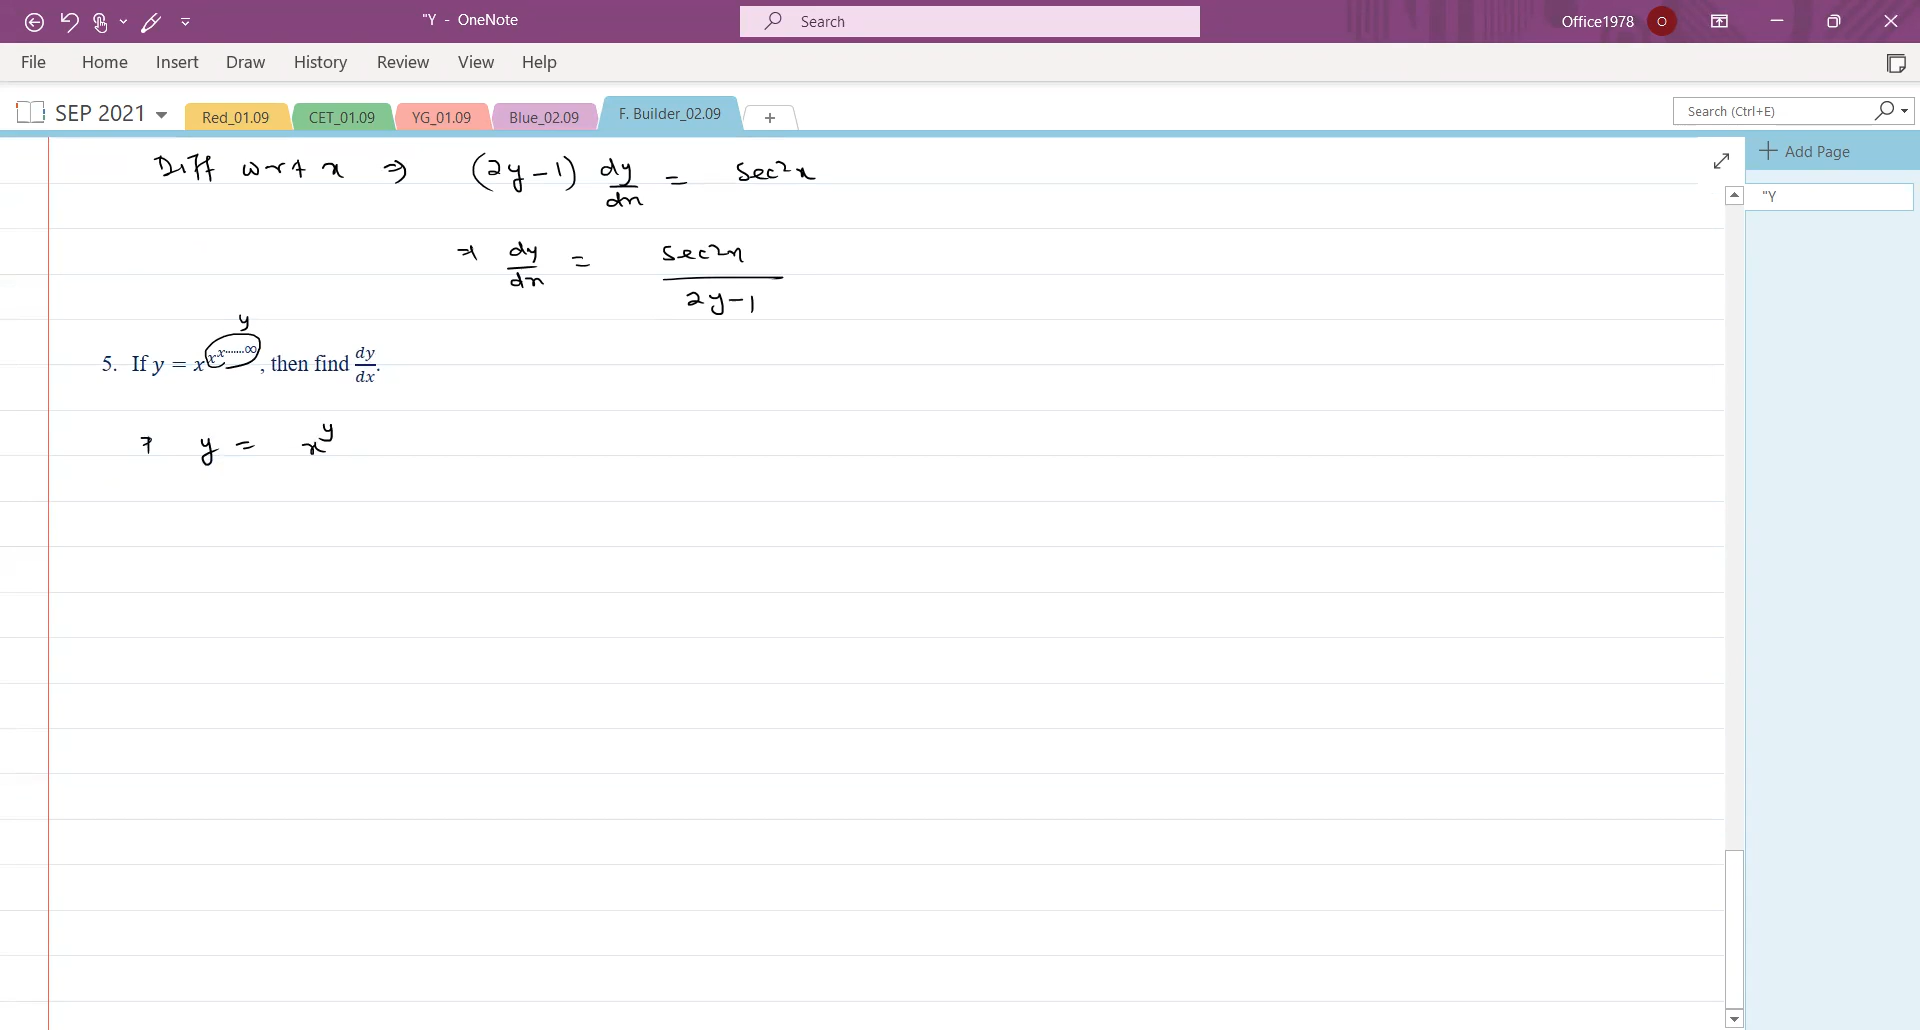 "Y - OneNote
Search
Office1978 O
File Home Insert Draw History Review View Help
SEP 2021 Red_01.09 CET_01.09 YG_01.09 Blue_02.09 F. Builder_02.09 +
Search (Ctrl+E)
Add Page
"Y
Diff w r t x ⇒ (2y-1) dy/dx = sec²x
⇒ dy/dx = sec²x/2y-1
y
5. If y = x^x^x^.......∞, then find dy/dx.
⇒ y = x^y